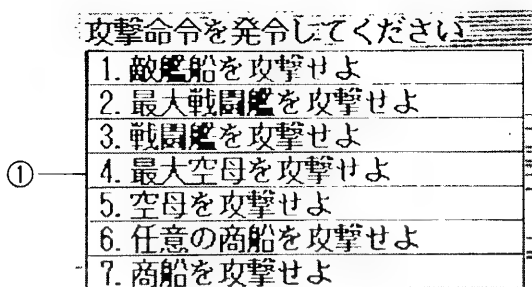 攻撃命令を発令してください
1. 敵艦船を攻撃せよ
2. 最大戦闘艦を攻撃せよ
3. 戦闘艦を攻撃せよ
① 4. 最大空母を攻撃せよ
5. 空母を攻撃せよ
6. 任意の商船を攻撃せよ
7. 商船を攻撃せよ